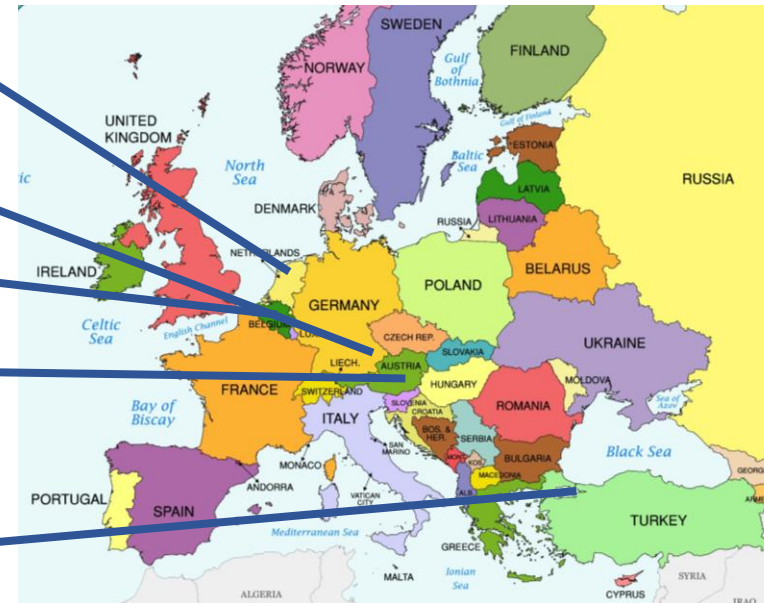 SWEDEN
FINLAND
NORWAY
Gulf
of
Bothnia
Gulf of Finland
UNITED
KINGDOM
ESTONIA
North
Sea
Baltic
Sea
tic
RUSSIA
LATVIA
DENMARK
RUSSIA
LITHUANIA
NETHERLANDS
IRELAND
BELARUS
POLAND
GERMANY
Celtic
Sea
English Channel
BELGIUM
LUX
CZECH REP.
UKRAINE
SLOVAKIA
LIECH.
AUSTRIA
MOLDOVA
FRANCE
SWITZERLAND
HUNGARY
Bay of
Biscay
SLOVENIA
CROATIA
ROMANIA
Sea of
Azov
ITALY
BOS. &
HER.
SERBIA
SAN
MARINO
MONACO
MONT.
KOS.
BULGARIA
Black Sea
GEORG
ANDORRA
MACEDONIA
PORTUGAL
SPAIN
VATICAN
CITY
ALB.
ARME
TURKEY
Mediterranean Sea
GREECE
MALTA
Ionian
Sea
SYRIA
ALGERIA
CYPRUS
IRAQ